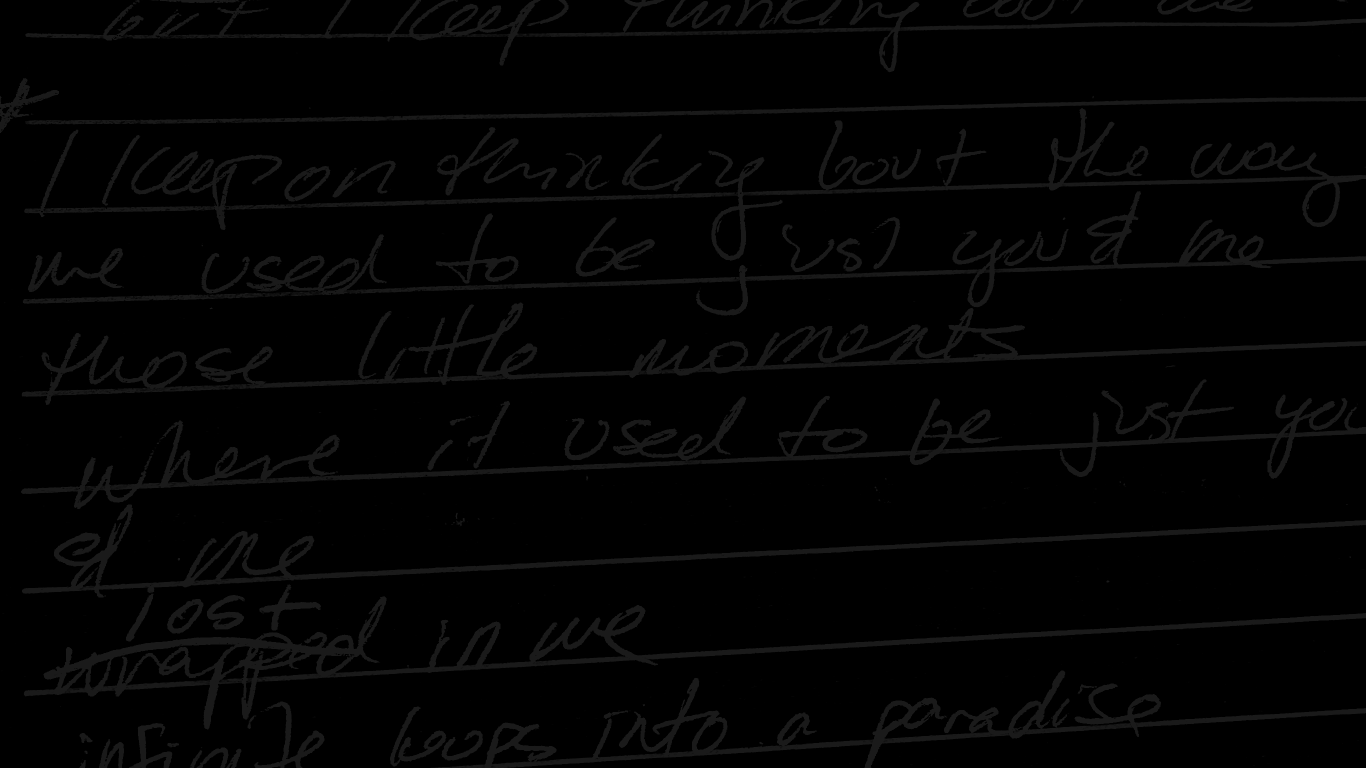 but I keep thinking bout the
I keep on thinking bout the way
we used to be just you & me
those little moments
where it used to be just you
& me
lost
wrapped in we
infinite loops into a paradise